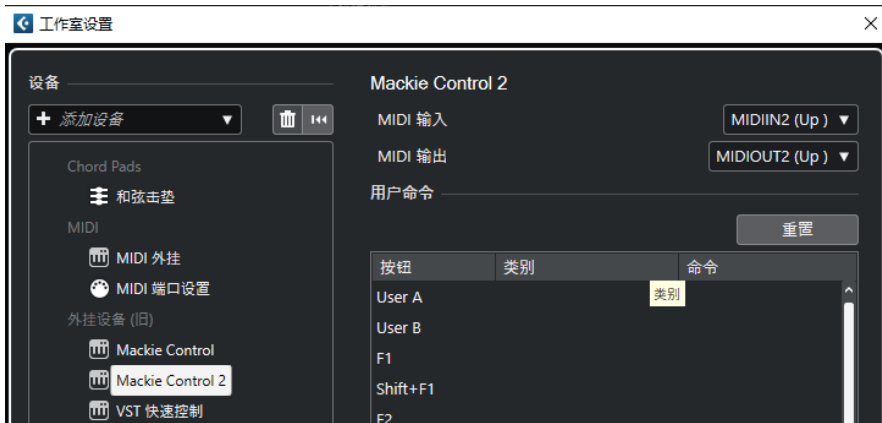 工作室设置
设备
添加设备
Chord Pads
和弦击垫
MIDI
MIDI 外挂
MIDI 端口设置
外挂设备 (旧)
Mackie Control
Mackie Control 2
VST 快速控制
Mackie Control 2
MIDI 输入 MIDIIN2 (Up )
MIDI 输出 MIDIOUT2 (Up )
用户命令
重置
按钮 类别 命令
类别
User A
User B
F1
Shift+F1
F2